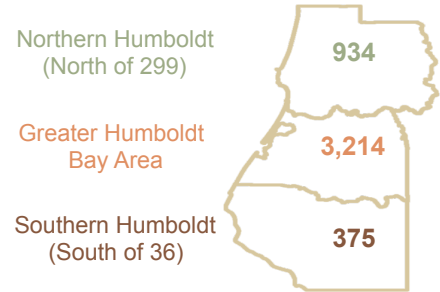 Northern Humboldt
(North of 299)
934
Greater Humboldt
Bay Area
3,214
Southern Humboldt
(South of 36)
375